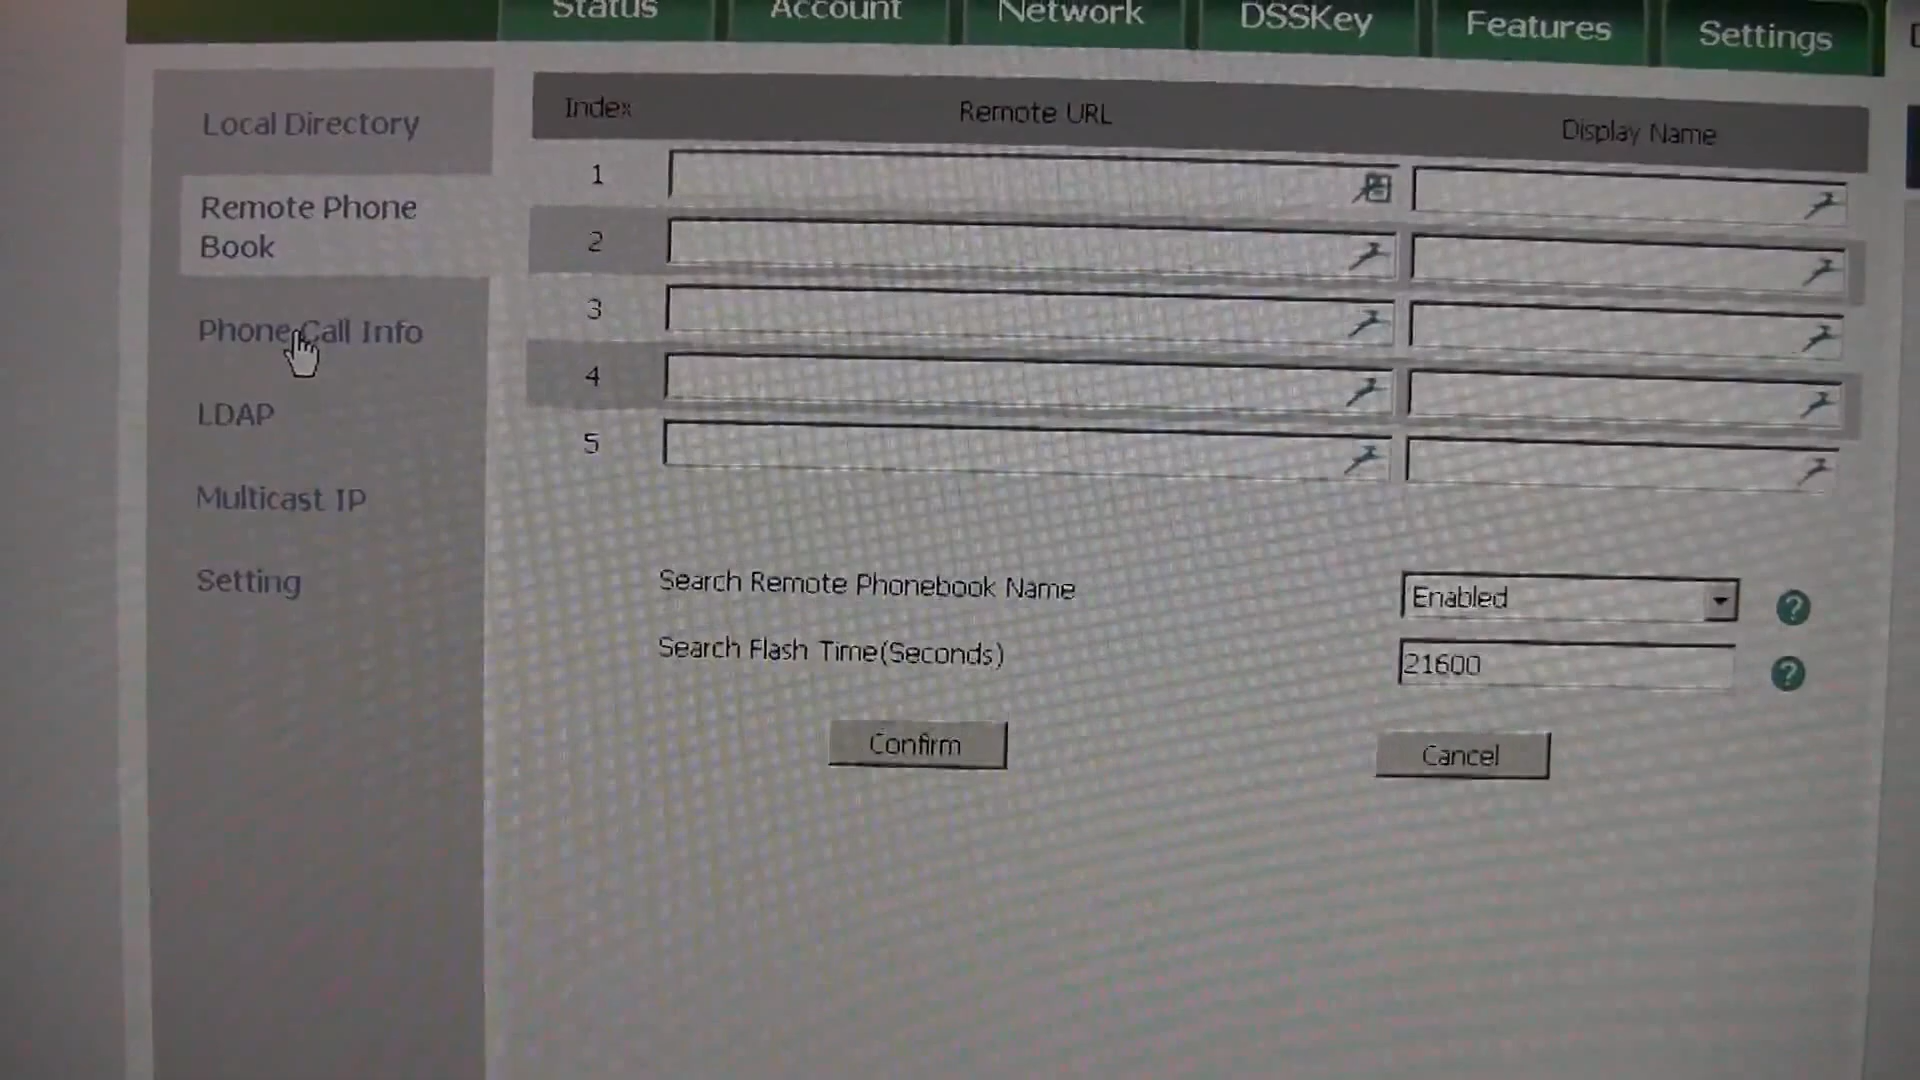 Status Account Network DSSKey Features Settings
Local Directory
Remote Phone
Book
Phone Call Info
LDAP
Multicast IP
Setting
Index Remote URL Display Name
1
2
3
4
5
Search Remote Phonebook Name Enabled ?
Search Flash Time(Seconds) 21600 ?
Confirm Cancel